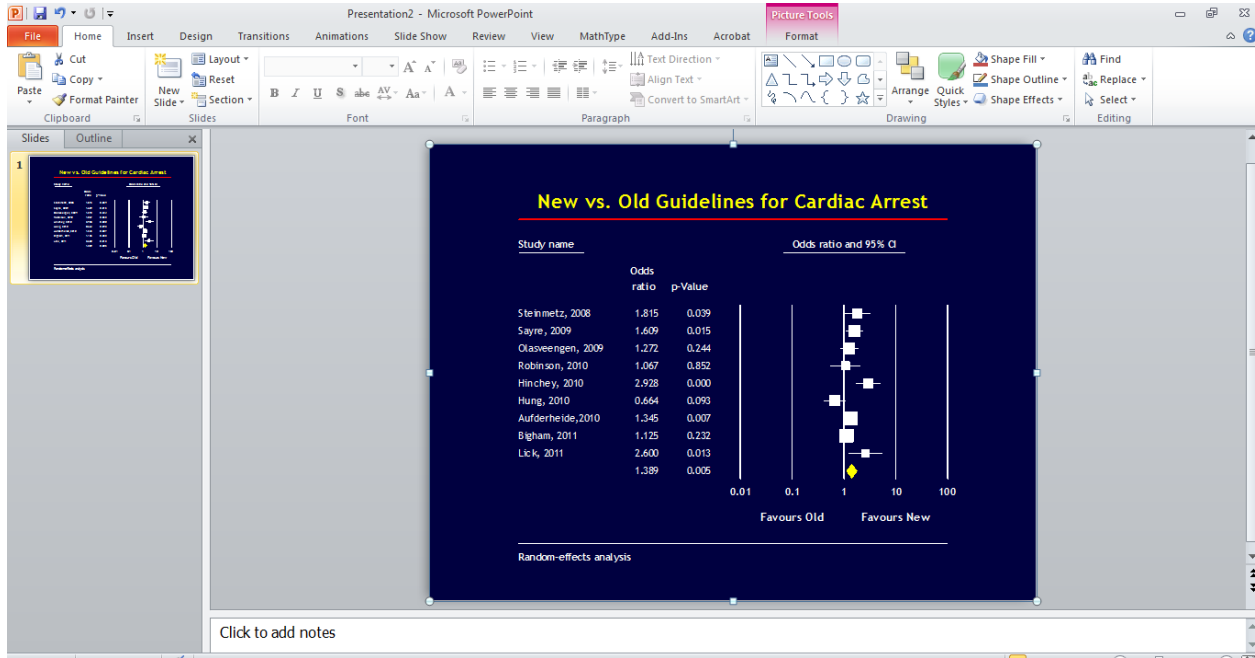 Presentation2 - Microsoft PowerPoint
Picture Tools
File Home Insert Design Transitions Animations Slide Show Review View MathType Add-Ins Acrobat Format
Paste
Cut
Copy
Format Painter
Clipboard
New Slide
Layout
Reset
Section
Slides
B I U S abc AV Aa A
Font
Text Direction
Align Text
Convert to SmartArt
Paragraph
Arrange
Quick Styles
Shape Fill
Shape Outline
Shape Effects
Drawing
Find
Replace
Select
Editing
Slides Outline
1
New vs. Old Guidelines for Cardiac Arrest
Study name Odds ratio and 95% CI
Odds
ratio p-Value
Steinmetz, 2008 1.815 0.039
Sayre, 2009 1.609 0.015
Olasveengen, 2009 1.272 0.244
Robinson, 2010 1.067 0.852
Hinchey, 2010 2.928 0.000
Hung, 2010 0.664 0.093
Aufderheide,2010 1.345 0.007
Bigham, 2011 1.125 0.232
Lick, 2011 2.600 0.013
1.389 0.005
0.01 0.1 1 10 100
Favours Old Favours New
Random-effects analysis
Click to add notes